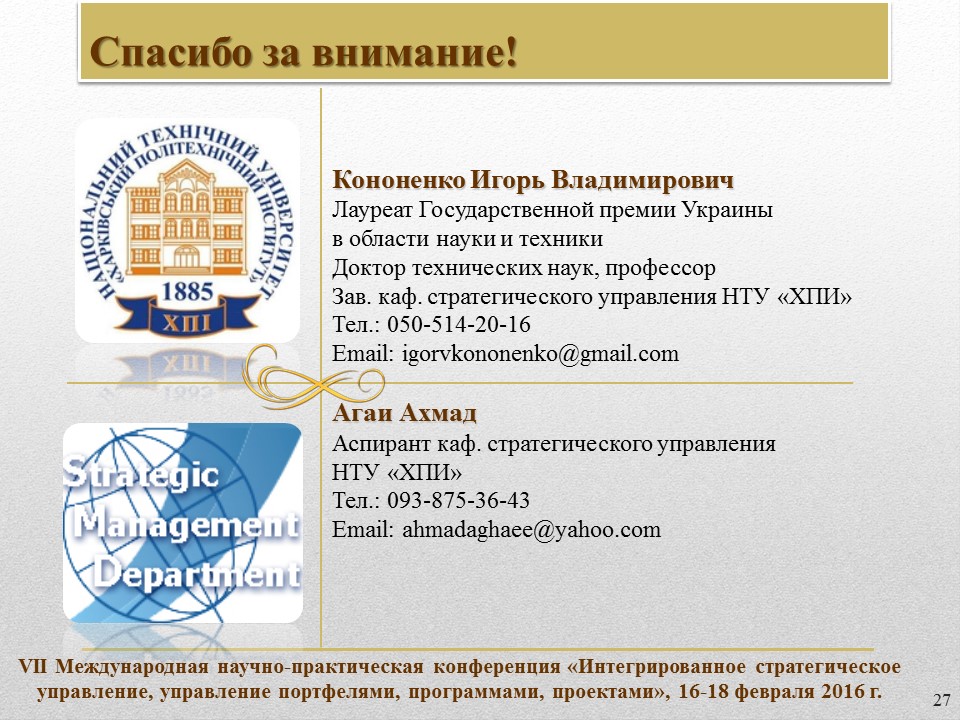 Спасибо за внимание!
НАЦІОНАЛЬНИЙ ТЕХНІЧНИЙ УНІВЕРСИТЕТ
«ХАРКІВСЬКИЙ ПОЛІТЕХНІЧНИЙ ІНСТИТУТ»
1885
ХПІ
Кононенко Игорь Владимирович
Лауреат Государственной премии Украины
в области науки и техники
Доктор технических наук, профессор
Зав. каф. стратегического управления НТУ «ХПИ»
Тел.: 050-514-20-16
Email: igorvkononenko@gmail.com
Strategic
Management
Department
Агаи Ахмад
Аспирант каф. стратегического управления
НТУ «ХПИ»
Тел.: 093-875-36-43
Email: ahmadaghaee@yahoo.com
VII Международная научно-практическая конференция «Интегрированное стратегическое
управление, управление портфелями, программами, проектами», 16-18 февраля 2016 г.
27